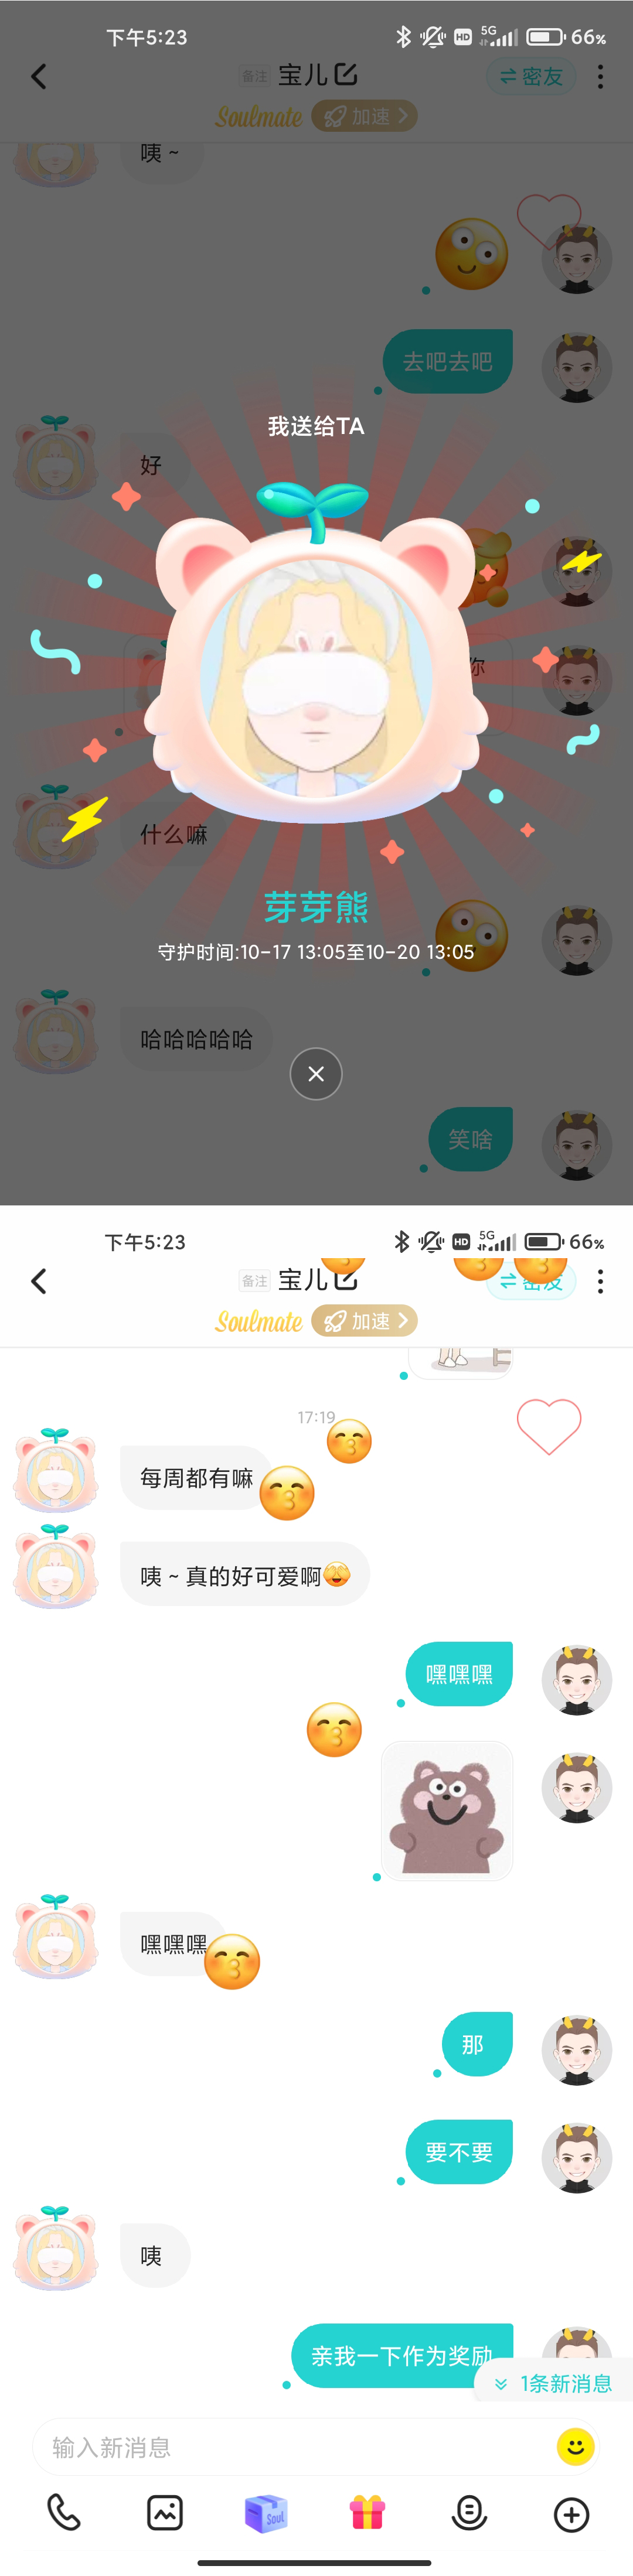 下午5:23
HD
5G
66%
备注 宝儿
密友
Soulmate
加速
咦 ~
去吧去吧
我送给TA
好
你
什么嘛
芽芽熊
守护时间:10-17 13:05至10-20 13:05
哈哈哈哈哈
笑啥
下午5:23
HD
5G
66%
备注 宝儿
密友
Soulmate
加速
17:19
每周都有嘛
咦 ~ 真的好可爱啊
嘿嘿嘿
嘿嘿嘿
那
要不要
咦
亲我一下作为奖励
1条新消息
输入新消息
Soul